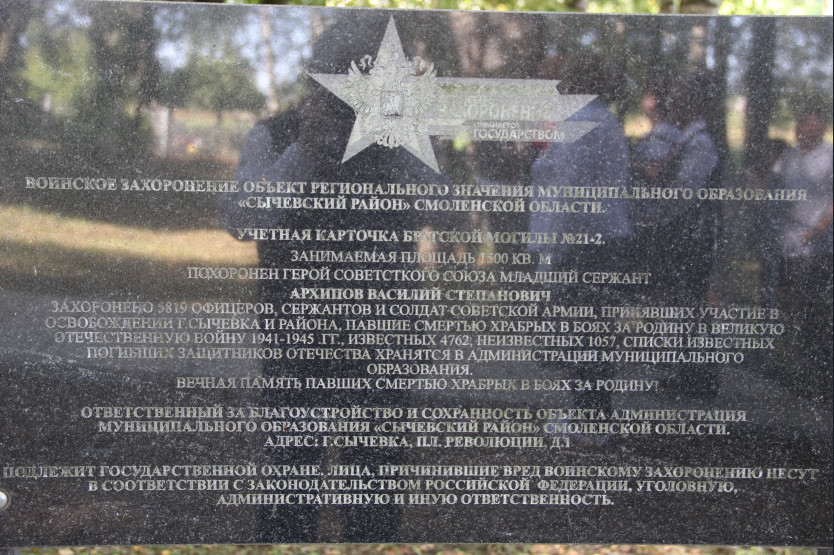 ОХРАНЯЕТСЯ
ГОСУДАРСТВОМ
ВОИНСКОЕ ЗАХОРОНЕНИЕ ОБЪЕКТ РЕГИОНАЛЬНОГО ЗНАЧЕНИЯ МУНИЦИПАЛЬНОГО ОБРАЗОВАНИЯ
«СЫЧЕВСКИЙ РАЙОН» СМОЛЕНСКОЙ ОБЛАСТИ.
УЧЕТНАЯ КАРТОЧКА БРАТСКОЙ МОГИЛЫ №21-2.
ЗАНИМАЕМАЯ ПЛОЩАДЬ 1500 КВ. М
ПОХОРОНЕН ГЕРОЙ СОВЕТСТКОГО СОЮЗА МЛАДШИЙ СЕРЖАНТ
АРХИПОВ ВАСИЛИЙ СТЕПАНОВИЧ
ЗАХОРОНЕНО 5819 ОФИЦЕРОВ, СЕРЖАНТОВ И СОЛДАТ СОВЕТСКОЙ АРМИИ, ПРИНЯВШИХ УЧАСТИЕ В
ОСВОБОЖДЕНИИ Г.СЫЧЕВКА И РАЙОНА, ПАВШИЕ СМЕРТЬЮ ХРАБРЫХ В БОЯХ ЗА РОДИНУ В ВЕЛИКУЮ
ОТЕЧЕСТВЕННУЮ ВОЙНУ 1941-1945 .ГГ., ИЗВЕСТНЫХ 4762, НЕИЗВЕСТНЫХ 1057, СПИСКИ ИЗВЕСТНЫХ
ПОГИБШИХ ЗАЩИТНИКОВ ОТЕЧЕСТВА ХРАНЯТСЯ В АДМИНИСТРАЦИИ МУНИЦИПАЛЬНОГО
ОБРАЗОВАНИЯ.
ВЕЧНАЯ ПАМЯТЬ ПАВШИХ СМЕРТЬЮ ХРАБРЫХ В БОЯХ ЗА РОДИНУ!
ОТВЕТСТВЕННЫЙ ЗА БЛАГОУСТРОЙСТВО И СОХРАННОСТЬ ОБЪЕКТА АДМИНИСТРАЦИЯ
МУНИЦИПАЛЬНОГО ОБРАЗОВАНИЯ «СЫЧЕВСКИЙ РАЙОН» СМОЛЕНСКОЙ ОБЛАСТИ.
АДРЕС: Г.СЫЧЕВКА, ПЛ. РЕВОЛЮЦИИ, Д.1
ПОДЛЕЖИТ ГОСУДАРСТВЕННОЙ ОХРАНЕ. ЛИЦА, ПРИЧИНИВШИЕ ВРЕД ВОИНСКОМУ ЗАХОРОНЕНИЮ НЕСУТ
В СООТВЕТСТВИИ С ЗАКОНОДАТЕЛЬСТВОМ РОССИЙСКОЙ ФЕДЕРАЦИИ, УГОЛОВНУЮ,
АДМИНИСТРАТИВНУЮ И ИНУЮ ОТВЕТСТВЕННОСТЬ.